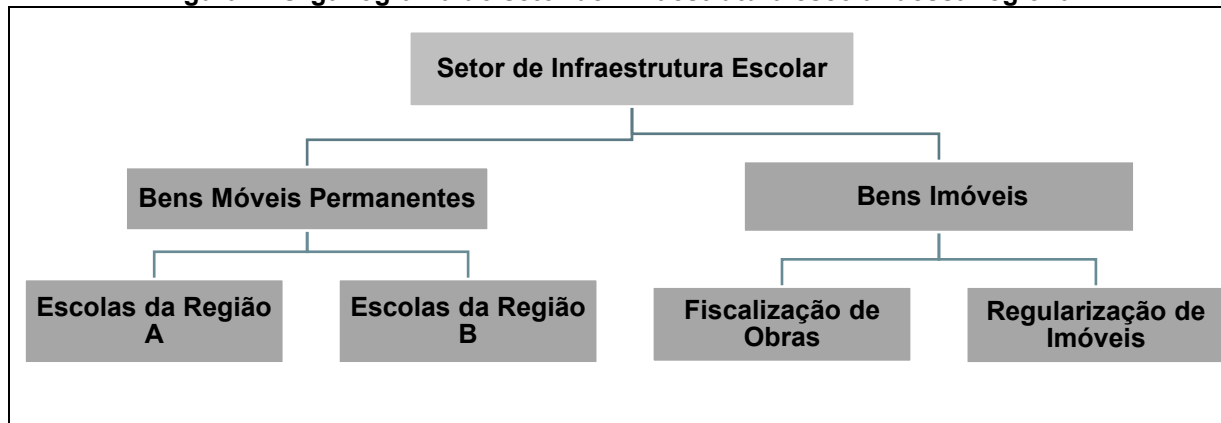 Setor de Infraestrutura Escolar
Bens Móveis Permanentes
Bens Imóveis
Escolas da Região
A
Escolas da Região
B
Fiscalização de
Obras
Regularização de
Imóveis